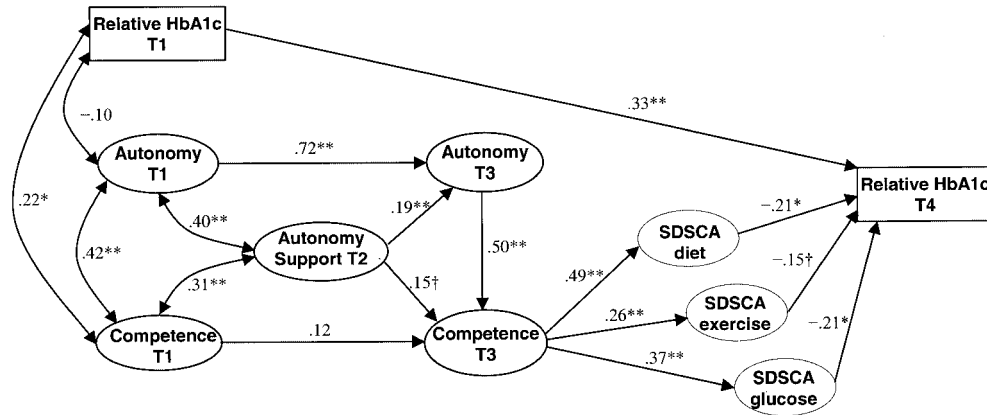 Relative HbA1c
T1
.33**
−.10
Autonomy
T1
.72**
Autonomy
T3
Relative HbA1c
T4
.22*
.40**
.19**
−.21*
.42**
Autonomy
Support T2
.50**
SDSCA
diet
.31**
.15†
.49**
−.15†
Competence
T1
.12
Competence
T3
.26**
SDSCA
exercise
−.21*
.37**
SDSCA
glucose